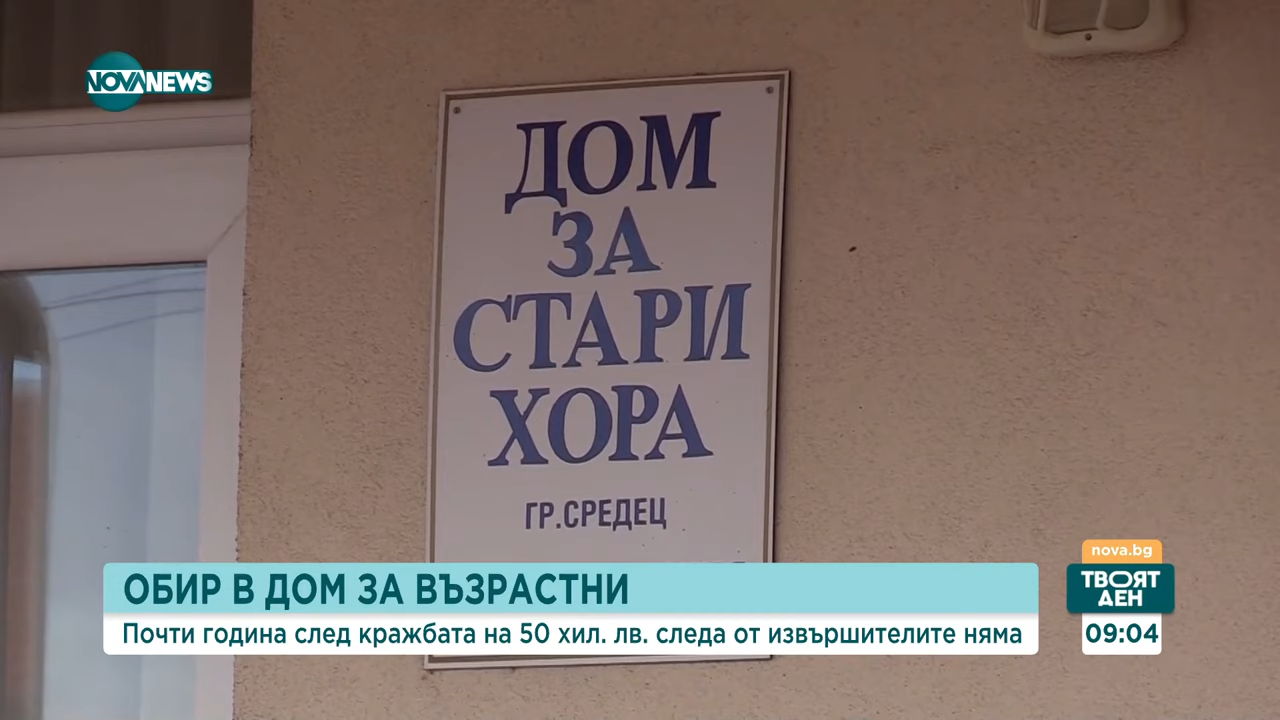 NOVANEWS
ДОМ
ЗА
СТАРИ
ХОРА
ГР.СРЕДЕЦ
nova.bg
ОБИР В ДОМ ЗА ВЪЗРАСТНИ
ТВОЯТ
ДЕН
Почти година след кражбата на 50 хил. лв. следа от извършителите няма
09:04